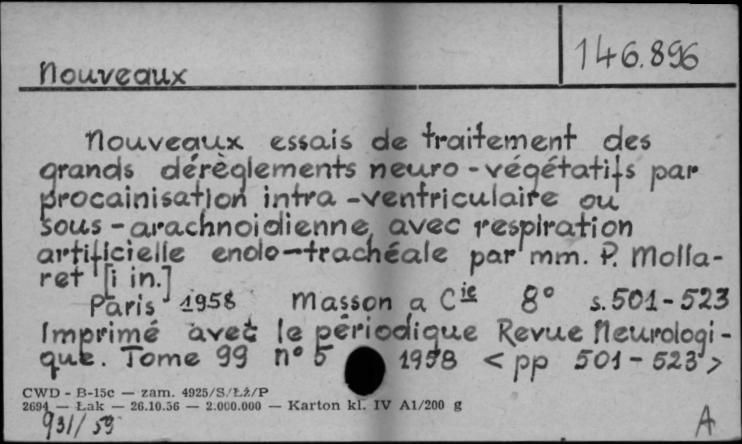 146.896
Nouveaux
Nouveaux essais de traitement des
grands dérèglements neuro-végétatifs par
procainisation intra-ventriculaire ou
sous-arachnoidienne avec respiration
artificielle endo-trachéale par mm. P. Molla-
ret [i in.]
Paris 1958 Masson a Cie 8° s. 501-523
Imprimé avec le périodique Revue Neurologi-
que. Tome 99 n° 5 1958 <pp 501-523>
CWD - B-15c — zam. 4925/S/Łż/P
2694 — Łak — 26.10.56 — 2.000.000 — Karton kl. IV A1/200 g
931/59
A